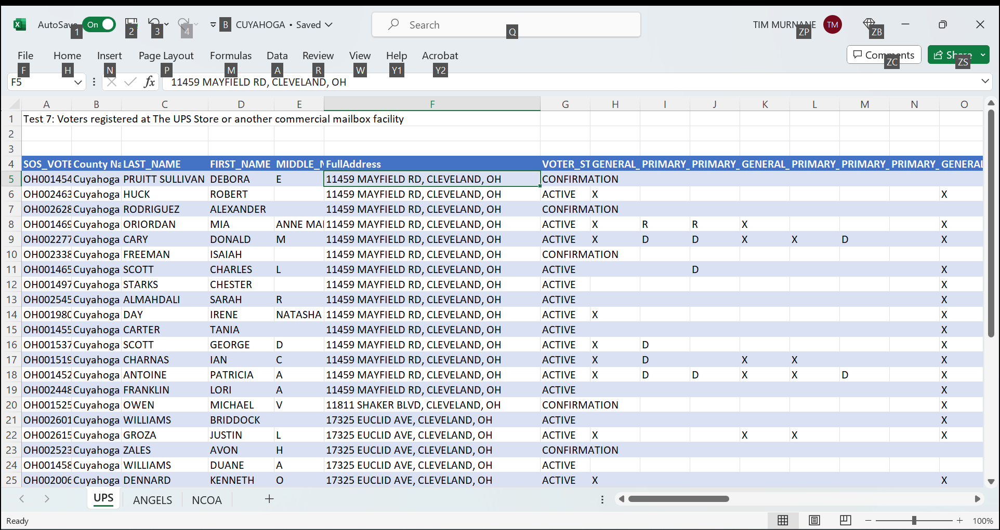 AutoSave On 1 2 3 4 B CUYAHOGA • Saved Search Q TIM MURNANE ZP TM ZB
File Home Insert Page Layout Formulas Data Review View Help Acrobat Comments Share
F H N P M A R W Y1 Y2 ZC ZS
F5 fx 11459 MAYFIELD RD, CLEVELAND, OH
A B C D E F G H I J K L M N O
1 Test 7: Voters registered at The UPS Store or another commercial mailbox facility
2
3
4 SOS_VOTE County Na LAST_NAME FIRST_NAME MIDDLE_N FullAddress VOTER_ST GENERAL_ PRIMARY_ PRIMARY_ GENERAL_ PRIMARY_ PRIMARY_ PRIMARY_ GENERAL
5 OH001454 Cuyahoga PRUITT SULLIVAN DEBORA E 11459 MAYFIELD RD, CLEVELAND, OH CONFIRMATION
6 OH002463 Cuyahoga HUCK ROBERT 11459 MAYFIELD RD, CLEVELAND, OH ACTIVE X X
7 OH002628 Cuyahoga RODRIGUEZ ALEXANDER 11459 MAYFIELD RD, CLEVELAND, OH CONFIRMATION
8 OH001469 Cuyahoga ORIORDAN MIA ANNE MA 11459 MAYFIELD RD, CLEVELAND, OH ACTIVE X R R X X
9 OH002277 Cuyahoga CARY DONALD M 11459 MAYFIELD RD, CLEVELAND, OH ACTIVE X D D X X D X
10 OH002338 Cuyahoga FREEMAN ISAIAH 11459 MAYFIELD RD, CLEVELAND, OH CONFIRMATION
11 OH001465 Cuyahoga SCOTT CHARLES L 11459 MAYFIELD RD, CLEVELAND, OH ACTIVE D X
12 OH001497 Cuyahoga STARKS CHESTER 11459 MAYFIELD RD, CLEVELAND, OH ACTIVE X
13 OH002545 Cuyahoga ALMAHDALI SARAH R 11459 MAYFIELD RD, CLEVELAND, OH ACTIVE X
14 OH001980 Cuyahoga DAY IRENE NATASHA 11459 MAYFIELD RD, CLEVELAND, OH ACTIVE X X
15 OH001455 Cuyahoga CARTER TANIA 11459 MAYFIELD RD, CLEVELAND, OH ACTIVE X
16 OH001537 Cuyahoga SCOTT GEORGE D 11459 MAYFIELD RD, CLEVELAND, OH ACTIVE X D X
17 OH001519 Cuyahoga CHARNAS IAN C 11459 MAYFIELD RD, CLEVELAND, OH ACTIVE X D X X X
18 OH001452 Cuyahoga ANTOINE PATRICIA A 11459 MAYFIELD RD, CLEVELAND, OH ACTIVE X D D X X D X
19 OH002448 Cuyahoga FRANKLIN LORI A 11459 MAYFIELD RD, CLEVELAND, OH ACTIVE X
20 OH001525 Cuyahoga OWEN MICHAEL V 11811 SHAKER BLVD, CLEVELAND, OH CONFIRMATION X
21 OH002601 Cuyahoga WILLIAMS BRIDDOCK 17325 EUCLID AVE, CLEVELAND, OH ACTIVE X
22 OH002615 Cuyahoga GROZA JUSTIN L 17325 EUCLID AVE, CLEVELAND, OH ACTIVE X X X X
23 OH002523 Cuyahoga ZALES AVON H 17325 EUCLID AVE, CLEVELAND, OH CONFIRMATION
24 OH001458 Cuyahoga WILLIAMS DUANE A 17325 EUCLID AVE, CLEVELAND, OH ACTIVE X
25 OH002006 Cuyahoga DENNARD KENNETH O 17325 EUCLID AVE, CLEVELAND, OH ACTIVE X X
UPS ANGELS NCOA
Ready 100%